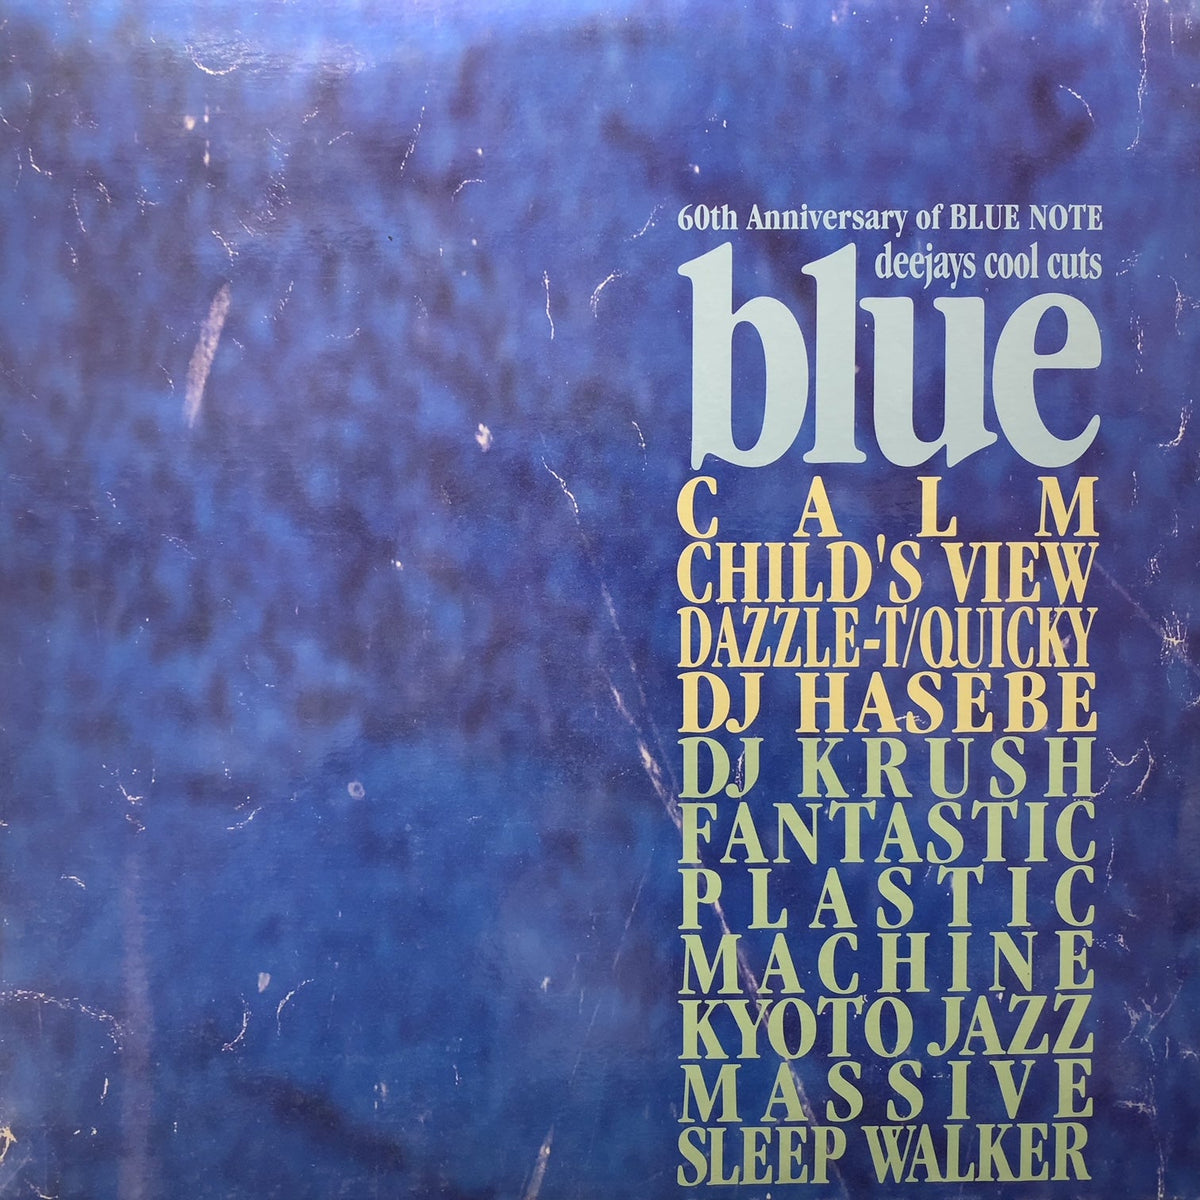 60th Anniversary of BLUE NOTE
deejays cool cuts
blue
CALM
CHILD'S VIEW
DAZZLE-T/QUICKY
DJ HASEBE
DJ KRUSH
FANTASTIC
PLASTIC
MACHINE
KYOTO JAZZ
MASSIVE
SLEEP WALKER